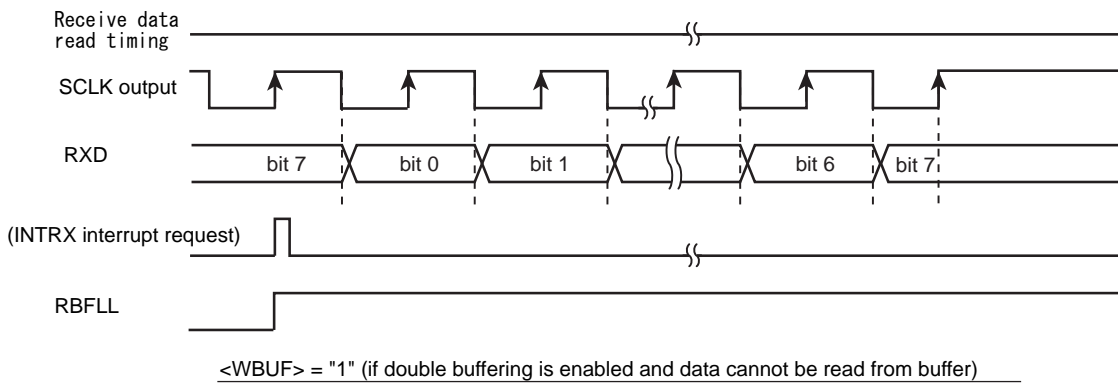 Receive data
read timing
SCLK output
RXD
bit 7
bit 0
bit 1
bit 6
bit 7
(INTRX interrupt request)
RBFLL
<WBUF> = "1" (if double buffering is enabled and data cannot be read from buffer)